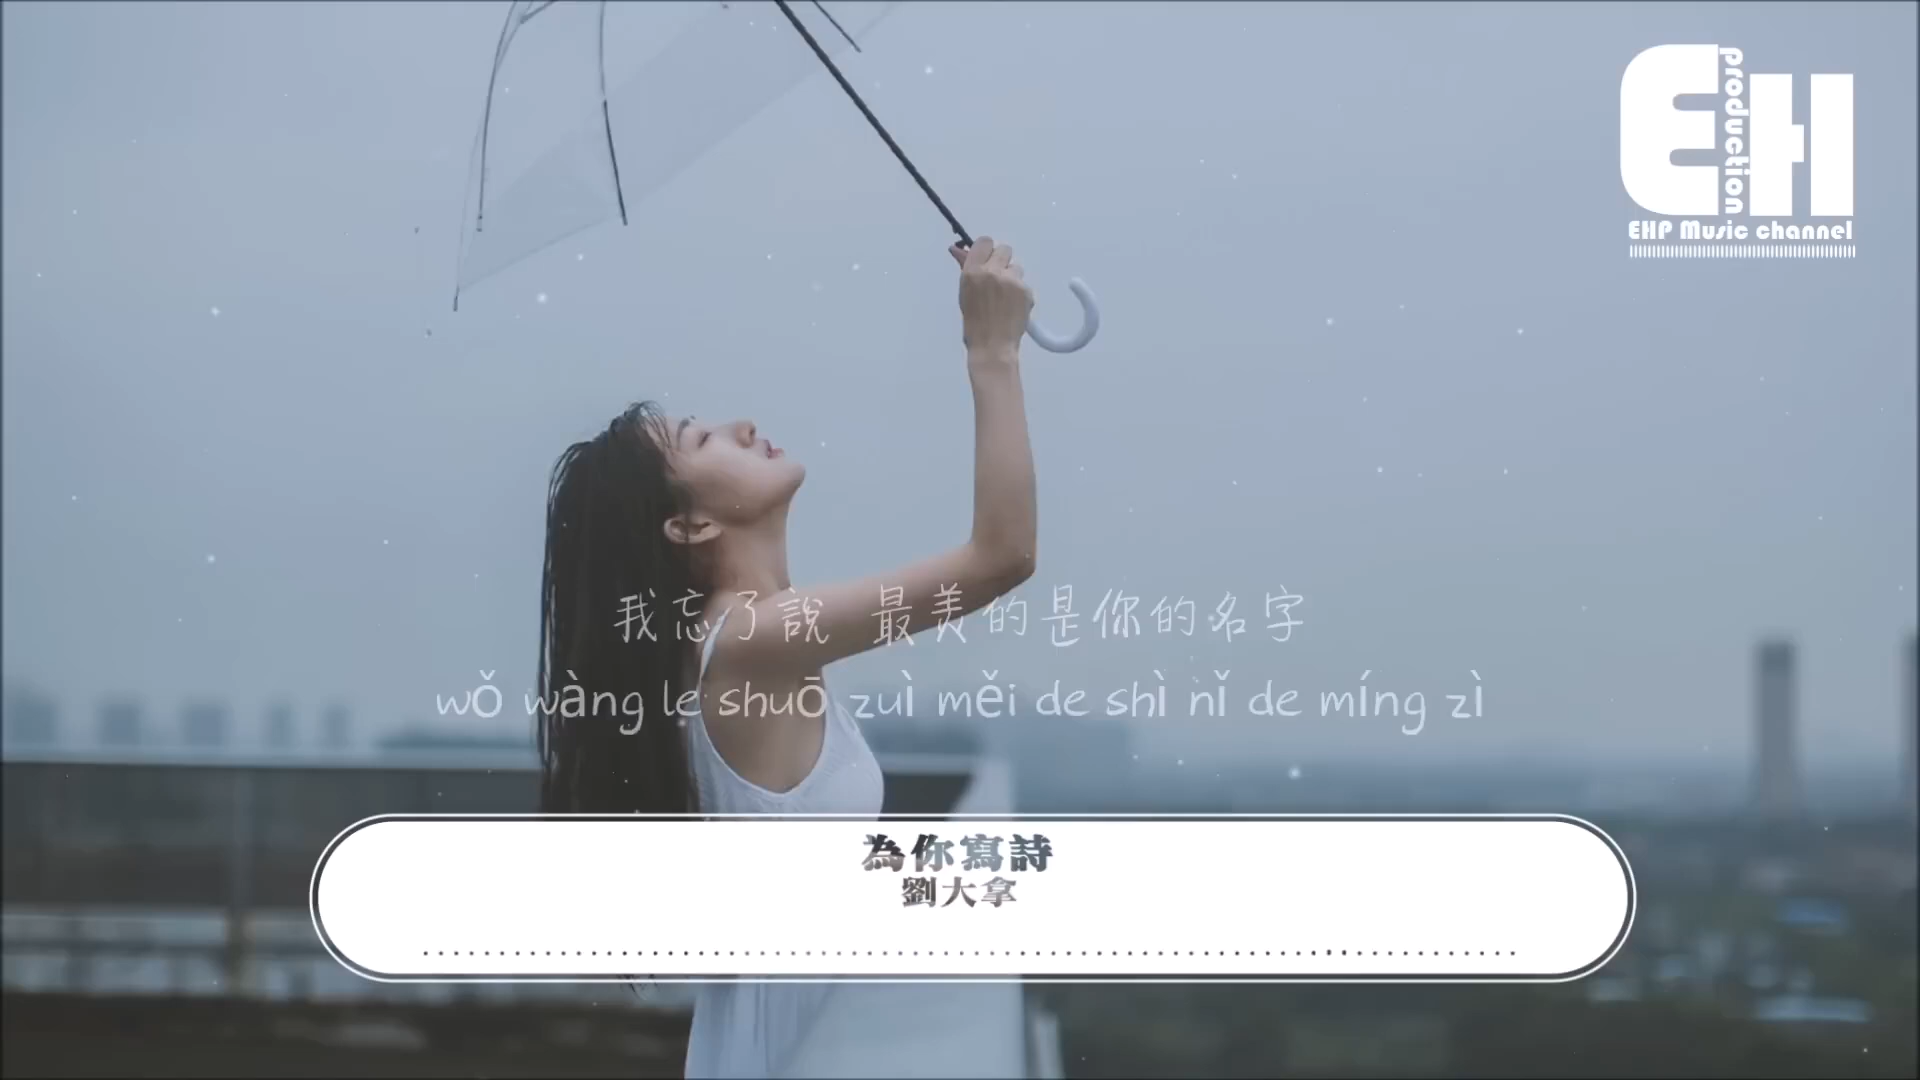 EH
production
EHP Music channel
我忘了說 最美的是你的名字
wǒ wàng le shuō zuì měi de shì nǐ de míng zì
為你寫詩
劉大拿